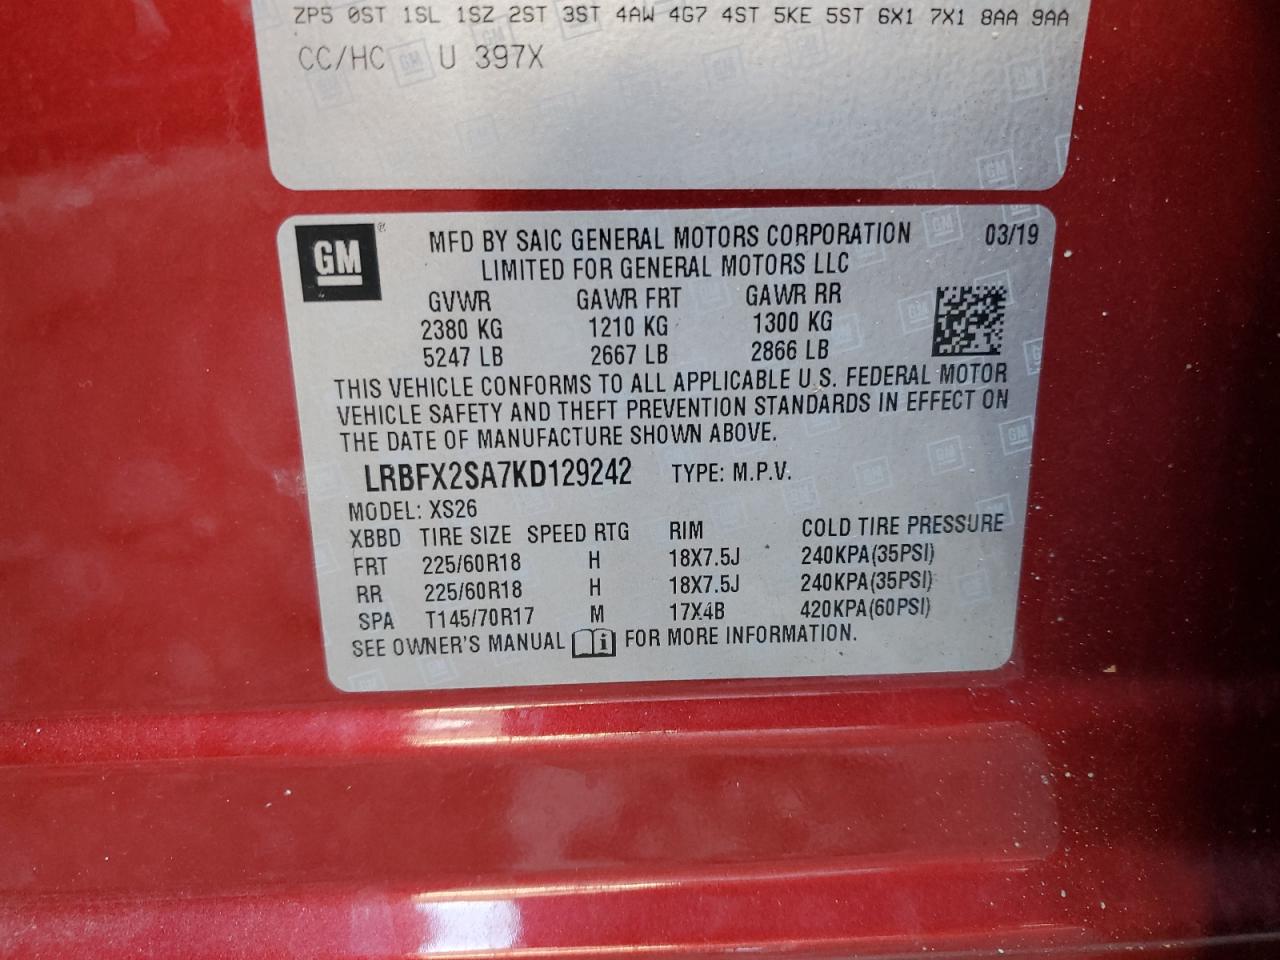 ZP5 0ST 1SL 1SZ 2ST 3ST 4AW 4G7 4ST 5KE 5ST 6X1 7X1 8AA 9AA
CC/HC U 397X
GM ® MFD BY SAIC GENERAL MOTORS CORPORATION 03/19
LIMITED FOR GENERAL MOTORS LLC
GVWR GAWR FRT GAWR RR
2380 KG 1210 KG 1300 KG
5247 LB 2667 LB 2866 LB
THIS VEHICLE CONFORMS TO ALL APPLICABLE U.S. FEDERAL MOTOR
VEHICLE SAFETY AND THEFT PREVENTION STANDARDS IN EFFECT ON
THE DATE OF MANUFACTURE SHOWN ABOVE.
LRBFX2SA7KD129242 TYPE: M.P.V.
MODEL: XS26
XBBD TIRE SIZE SPEED RTG RIM COLD TIRE PRESSURE
FRT 225/60R18 H 18X7.5J 240KPA(35PSI)
RR 225/60R18 H 18X7.5J 240KPA(35PSI)
SPA T145/70R17 M 17X4B 420KPA(60PSI)
SEE OWNER'S MANUAL i FOR MORE INFORMATION.